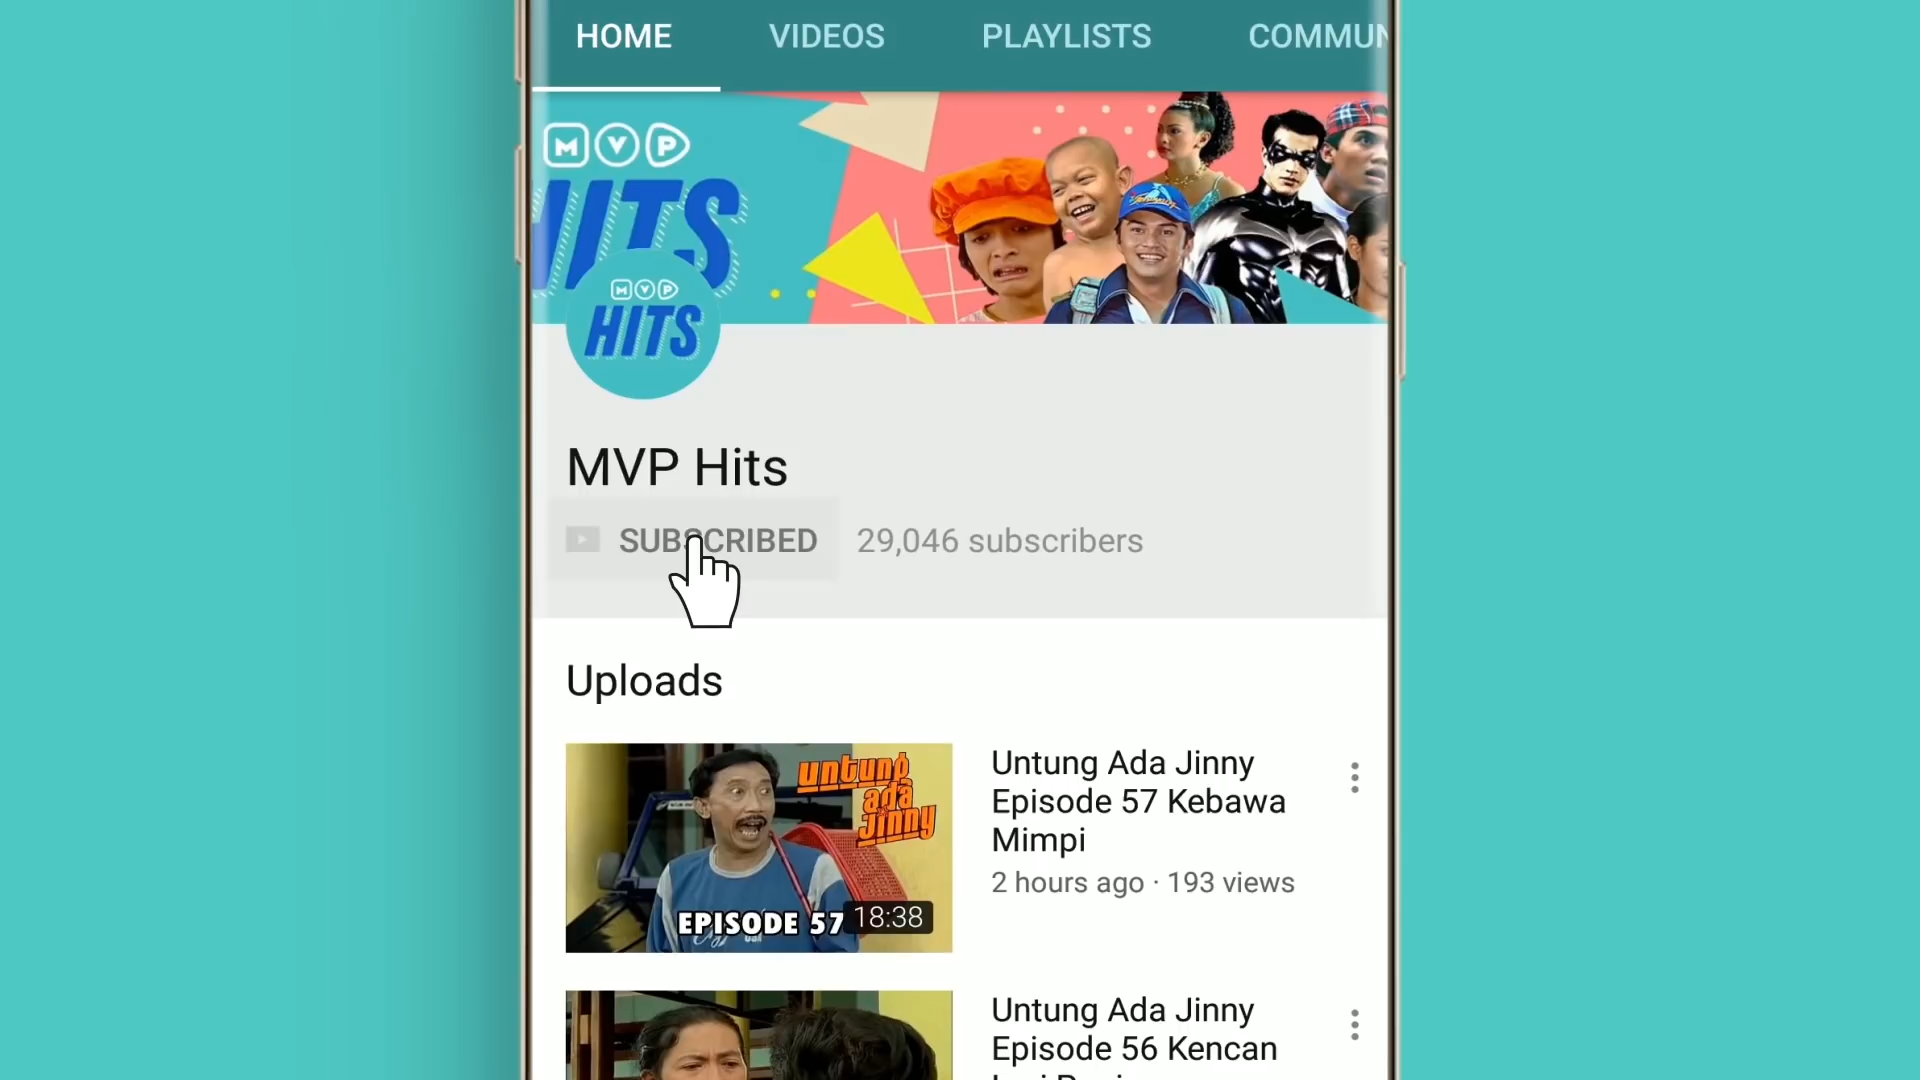 HOME VIDEOS PLAYLISTS COMMUN
MVP
HITS
MVP
HITS
MVP Hits
SUBSCRIBED 29,046 subscribers
Uploads
untung
ada
jinny
EPISODE 57
18:38
Untung Ada Jinny
Episode 57 Kebawa
Mimpi
2 hours ago · 193 views
Untung Ada Jinny
Episode 56 Kencan